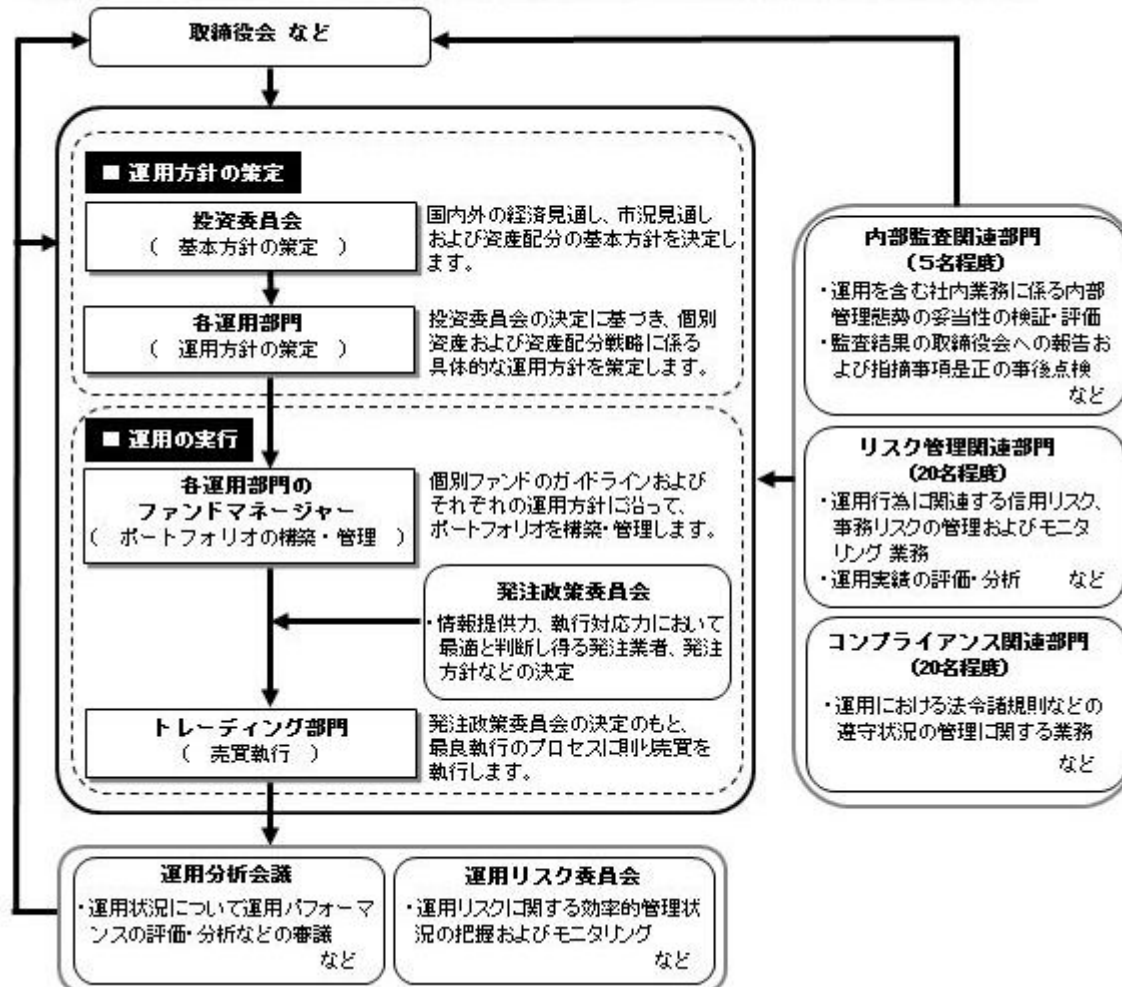 取締役会 など
■ 運用方針の策定
投資委員会
( 基本方針の策定 )
国内外の経済見通し、市況見通し
および資産配分の基本方針を決定し
ます。
各運用部門
( 運用方針の策定 )
投資委員会の決定に基づき、個別
資産および資産配分戦略に係る
具体的な運用方針を策定します。
■ 運用の実行
各運用部門の
ファンドマネージャー
( ポートフォリオの構築・管理 )
個別ファンドのガイドラインおよび
それぞれの運用方針に沿って、
ポートフォリオを構築・管理します。
発注政策委員会
・情報提供力、執行対応力において
最適と判断し得る発注業者、発注
方針などの決定
トレーディング部門
( 売買執行 )
発注政策委員会の決定のもと、
最良執行のプロセスに則り売買を
執行します。
運用分析会議
・運用状況について運用パフォーマ
ンスの評価・分析などの審議
など
運用リスク委員会
・運用リスクに関する効率的管理状
況の把握およびモニタリング
など
内部監査関連部門
(5名程度)
・運用を含む社内業務に係る内部
管理態勢の妥当性の検証・評価
・監査結果の取締役会への報告お
よび指摘事項是正の事後点検
など
リスク管理関連部門
(20名程度)
・運用行為に関連する信用リスク、
事務リスクの管理およびモニタ
リング 業務
・運用実績の評価・分析 など
コンプライアンス関連部門
(20名程度)
・運用における法令諸規則などの
遵守状況の管理に関する業務
など